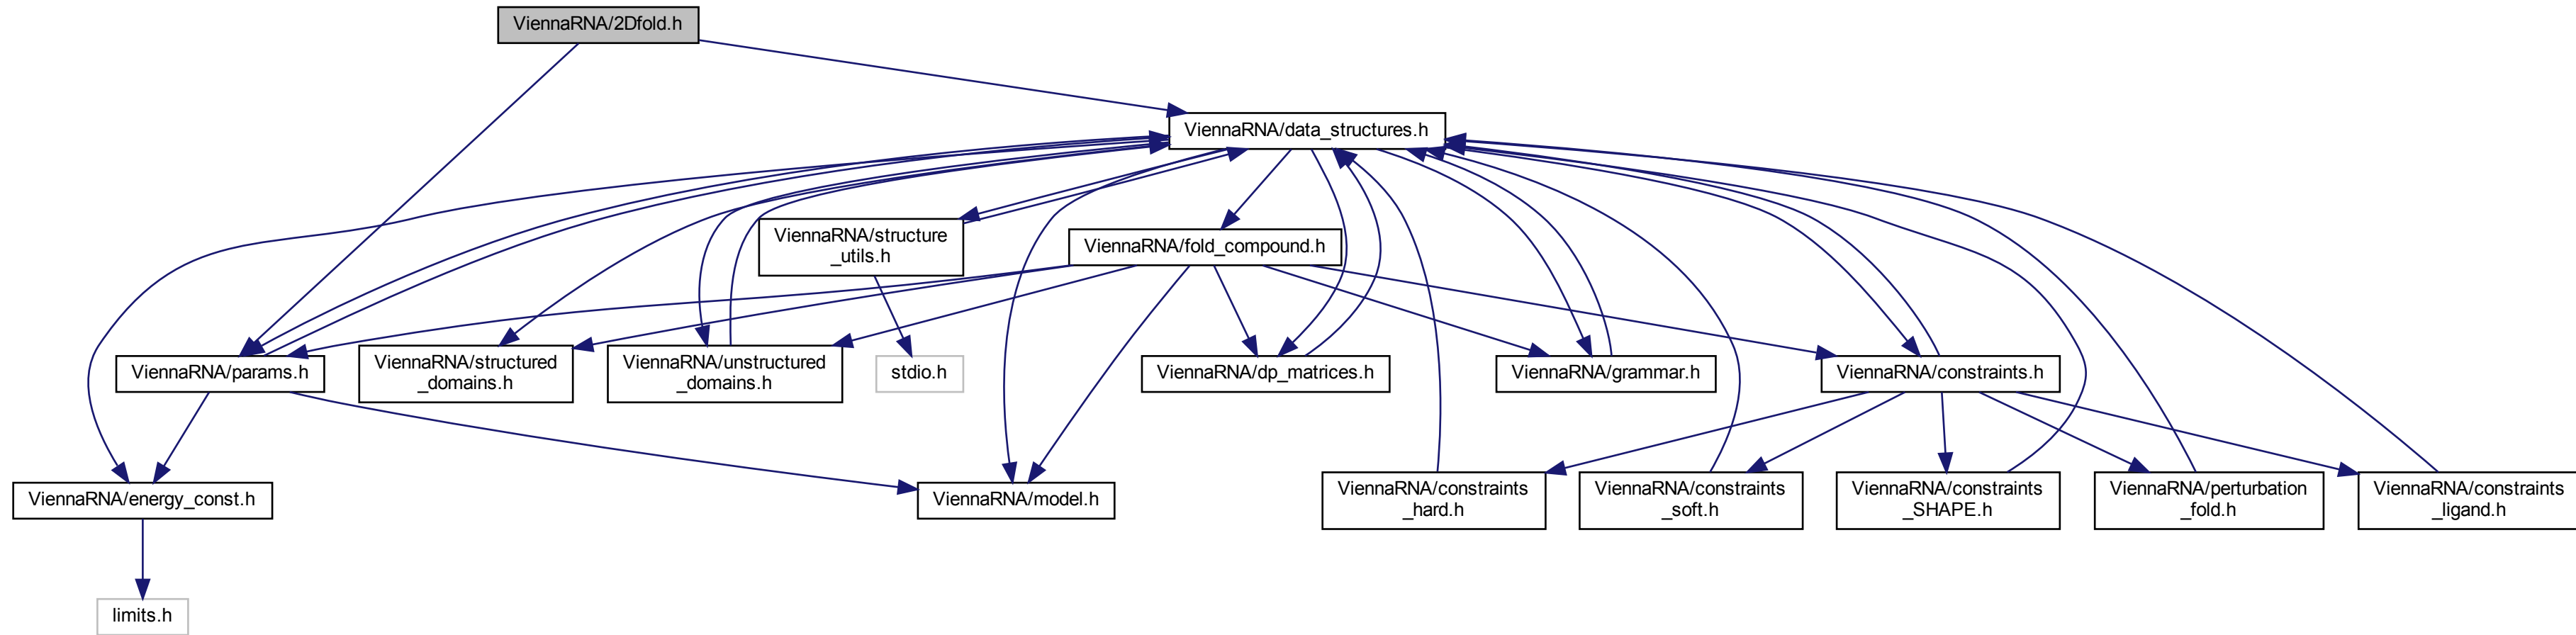 ViennaRNA/2Dfold.h
ViennaRNA/data_structures.h
ViennaRNA/structure
_utils.h
ViennaRNA/fold_compound.h
ViennaRNA/params.h
ViennaRNA/structured
_domains.h
ViennaRNA/unstructured
_domains.h
stdio.h
ViennaRNA/dp_matrices.h
ViennaRNA/grammar.h
ViennaRNA/constraints.h
ViennaRNA/energy_const.h
ViennaRNA/model.h
ViennaRNA/constraints
_hard.h
ViennaRNA/constraints
_soft.h
ViennaRNA/constraints
_SHAPE.h
ViennaRNA/perturbation
_fold.h
ViennaRNA/constraints
_ligand.h
limits.h